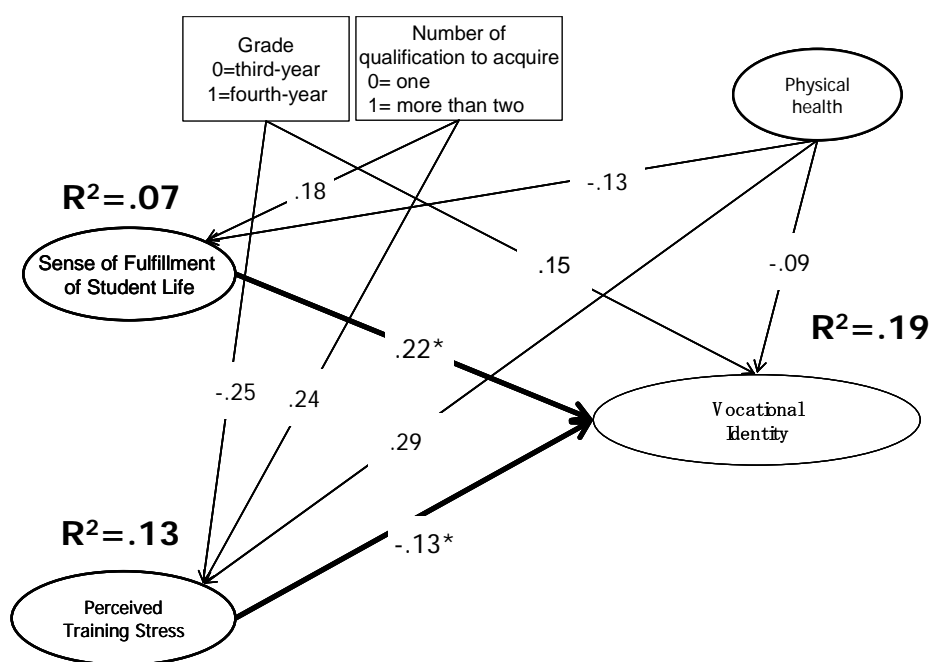 Grade
0=third-year
1=fourth-year
Number of
qualification to acquire
0= one
1= more than two
Physical
health
R²=.07
.18
-.13
Sense of Fulfillment
of Student Life
.15
-.09
R²=.19
.22*
-.25
.24
.29
Vocational
Identity
R²=.13
-.13*
Perceived
Training Stress